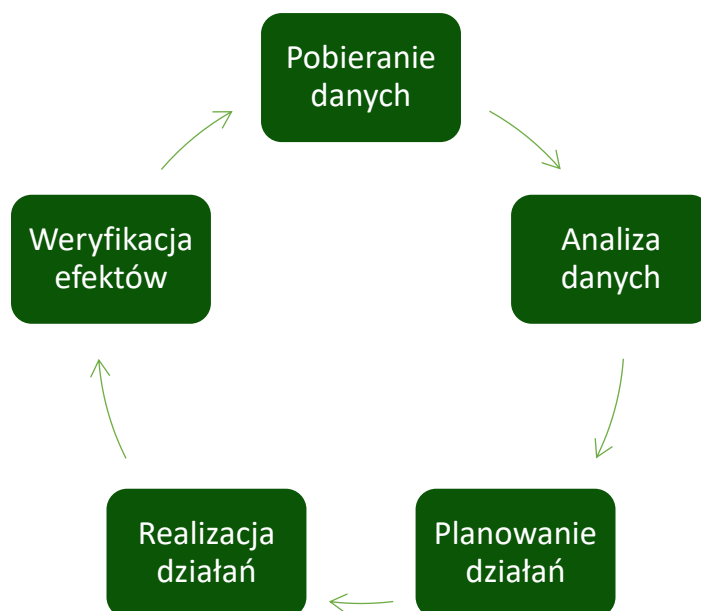 Pobieranie
danych
Analiza
danych
Planowanie
działań
Realizacja
działań
Weryfikacja
efektów